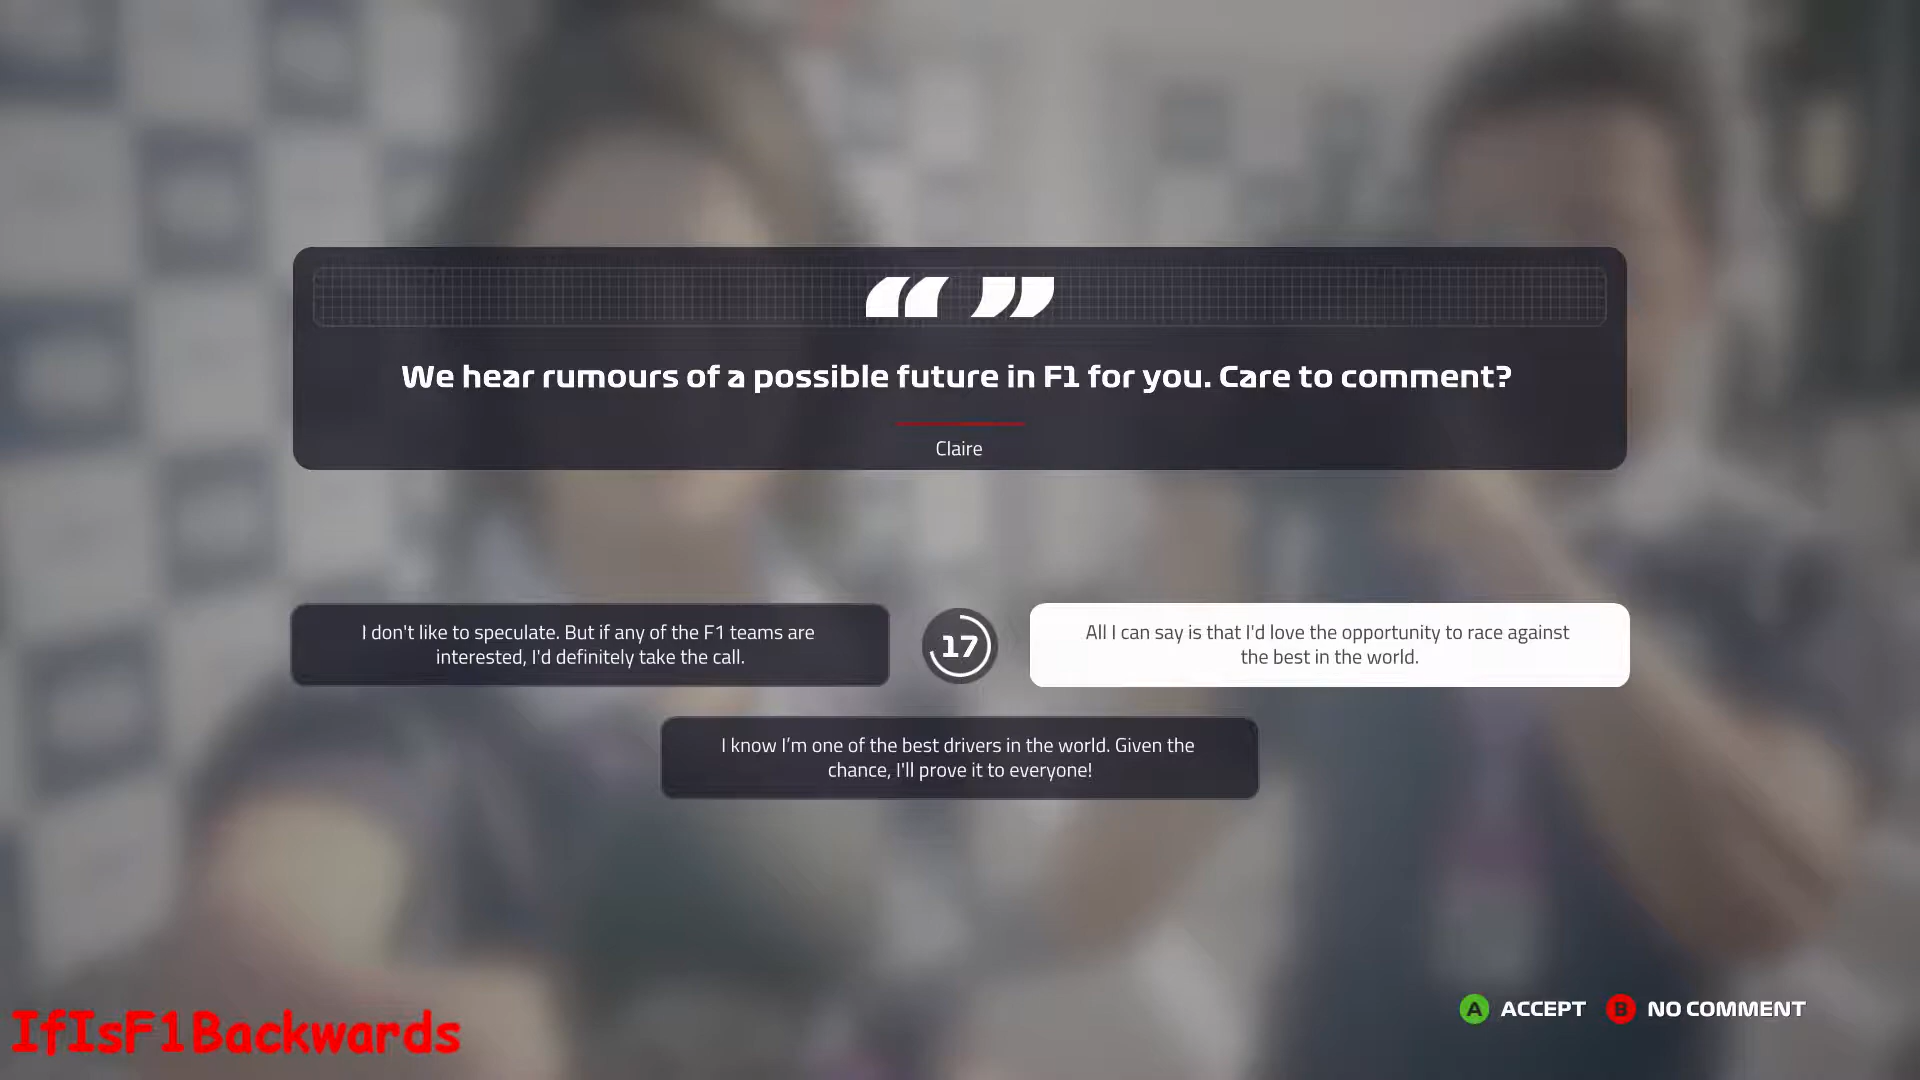 “ ”
We hear rumours of a possible future in F1 for you. Care to comment?
Claire
I don't like to speculate. But if any of the F1 teams are
interested, I'd definitely take the call.
17
All I can say is that I'd love the opportunity to race against
the best in the world.
I know I’m one of the best drivers in the world. Given the
chance, I'll prove it to everyone!
A ACCEPT B NO COMMENT
IfIsF1Backwards